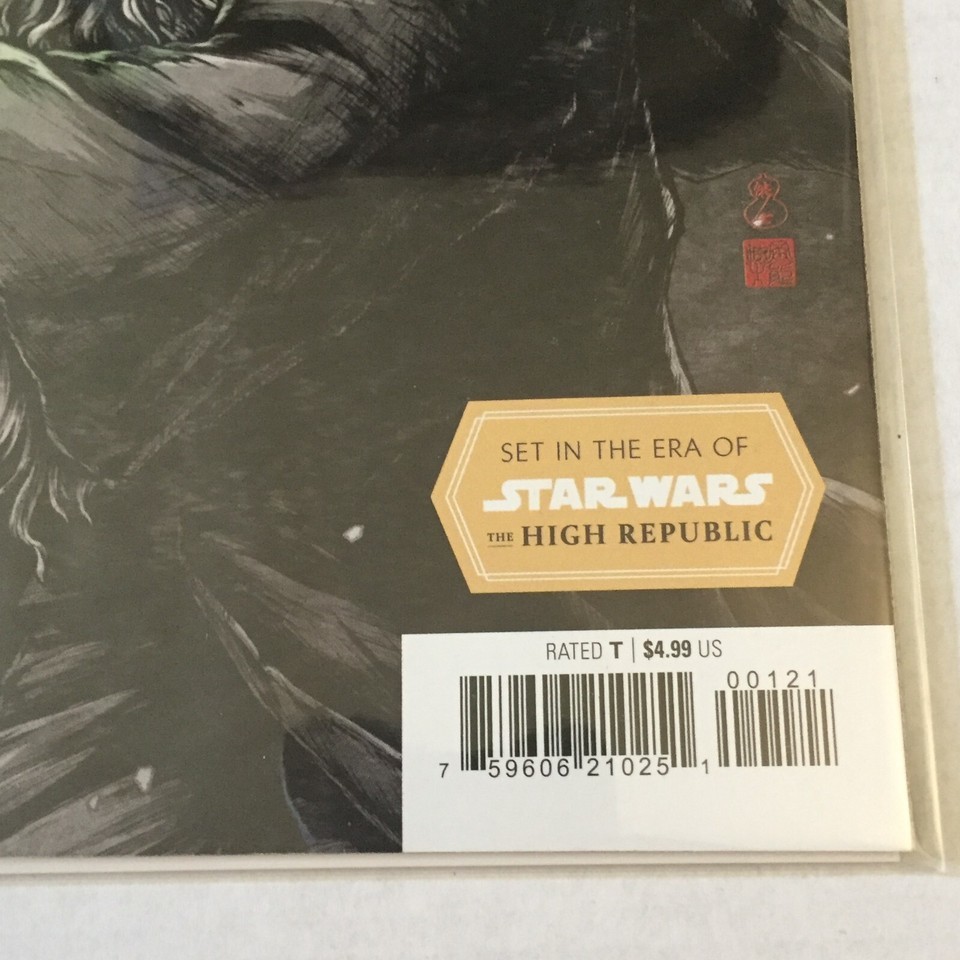 SET IN THE ERA OF
STAR WARS
THE HIGH REPUBLIC
RATED T | $4.99 US
00121
7 59606 21025 1